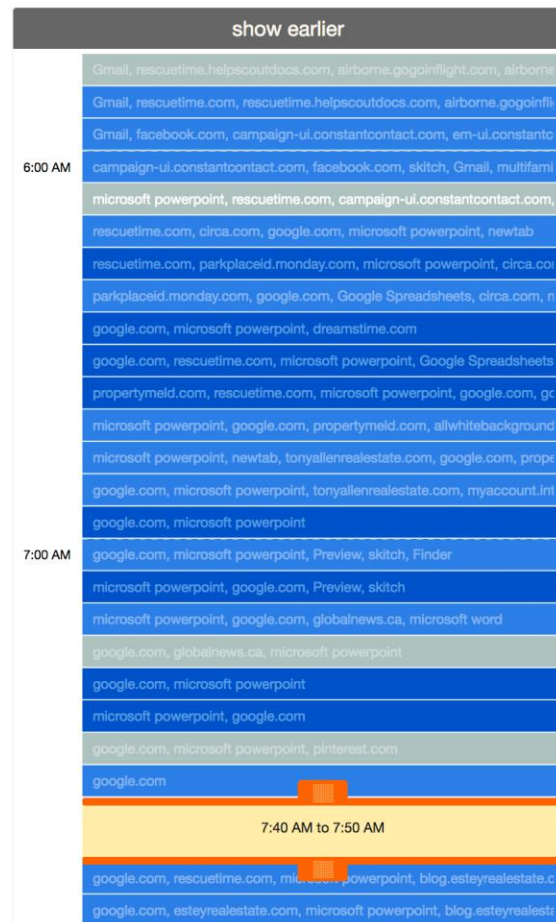 show earlier
Gmail, rescuetime.helpscoutdocs.com, airborne.gogoinflight.com, airborne
Gmail, rescuetime.com, rescuetime.helpscoutdocs.com, airborne.gogoinfli
Gmail, facebook.com, campaign-ui.constantcontact.com, em-ui.constantc
6:00 AM campaign-ui.constantcontact.com, facebook.com, skitch, Gmail, multifami
microsoft powerpoint, rescuetime.com, campaign-ui.constantcontact.com,
rescuetime.com, circa.com, google.com, microsoft powerpoint, newtab
rescuetime.com, parkplaceid.monday.com, microsoft powerpoint, circa.co
parkplaceid.monday.com, google.com, Google Spreadsheets, circa.com, n
google.com, microsoft powerpoint, dreamstime.com
google.com, rescuetime.com, microsoft powerpoint, Google Spreadsheets
propertymeld.com, rescuetime.com, microsoft powerpoint, google.com, go
microsoft powerpoint, google.com, propertymeld.com, allwhitebackground
microsoft powerpoint, newtab, tonyallenrealestate.com, google.com, prope
google.com, microsoft powerpoint, tonyallenrealestate.com, myaccount.int
google.com, microsoft powerpoint
7:00 AM google.com, microsoft powerpoint, Preview, skitch, Finder
microsoft powerpoint, google.com, Preview, skitch
microsoft powerpoint, google.com, globalnews.ca, microsoft word
google.com, globalnews.ca, microsoft powerpoint
google.com, microsoft powerpoint
microsoft powerpoint, google.com
google.com, microsoft powerpoint, pinterest.com
google.com
7:40 AM to 7:50 AM
google.com, rescuetime.com, mic powerpoint, blog.esteyrealestate.c
google.com, esteyrealestate.com, microsoft powerpoint, blog.esteyrealest